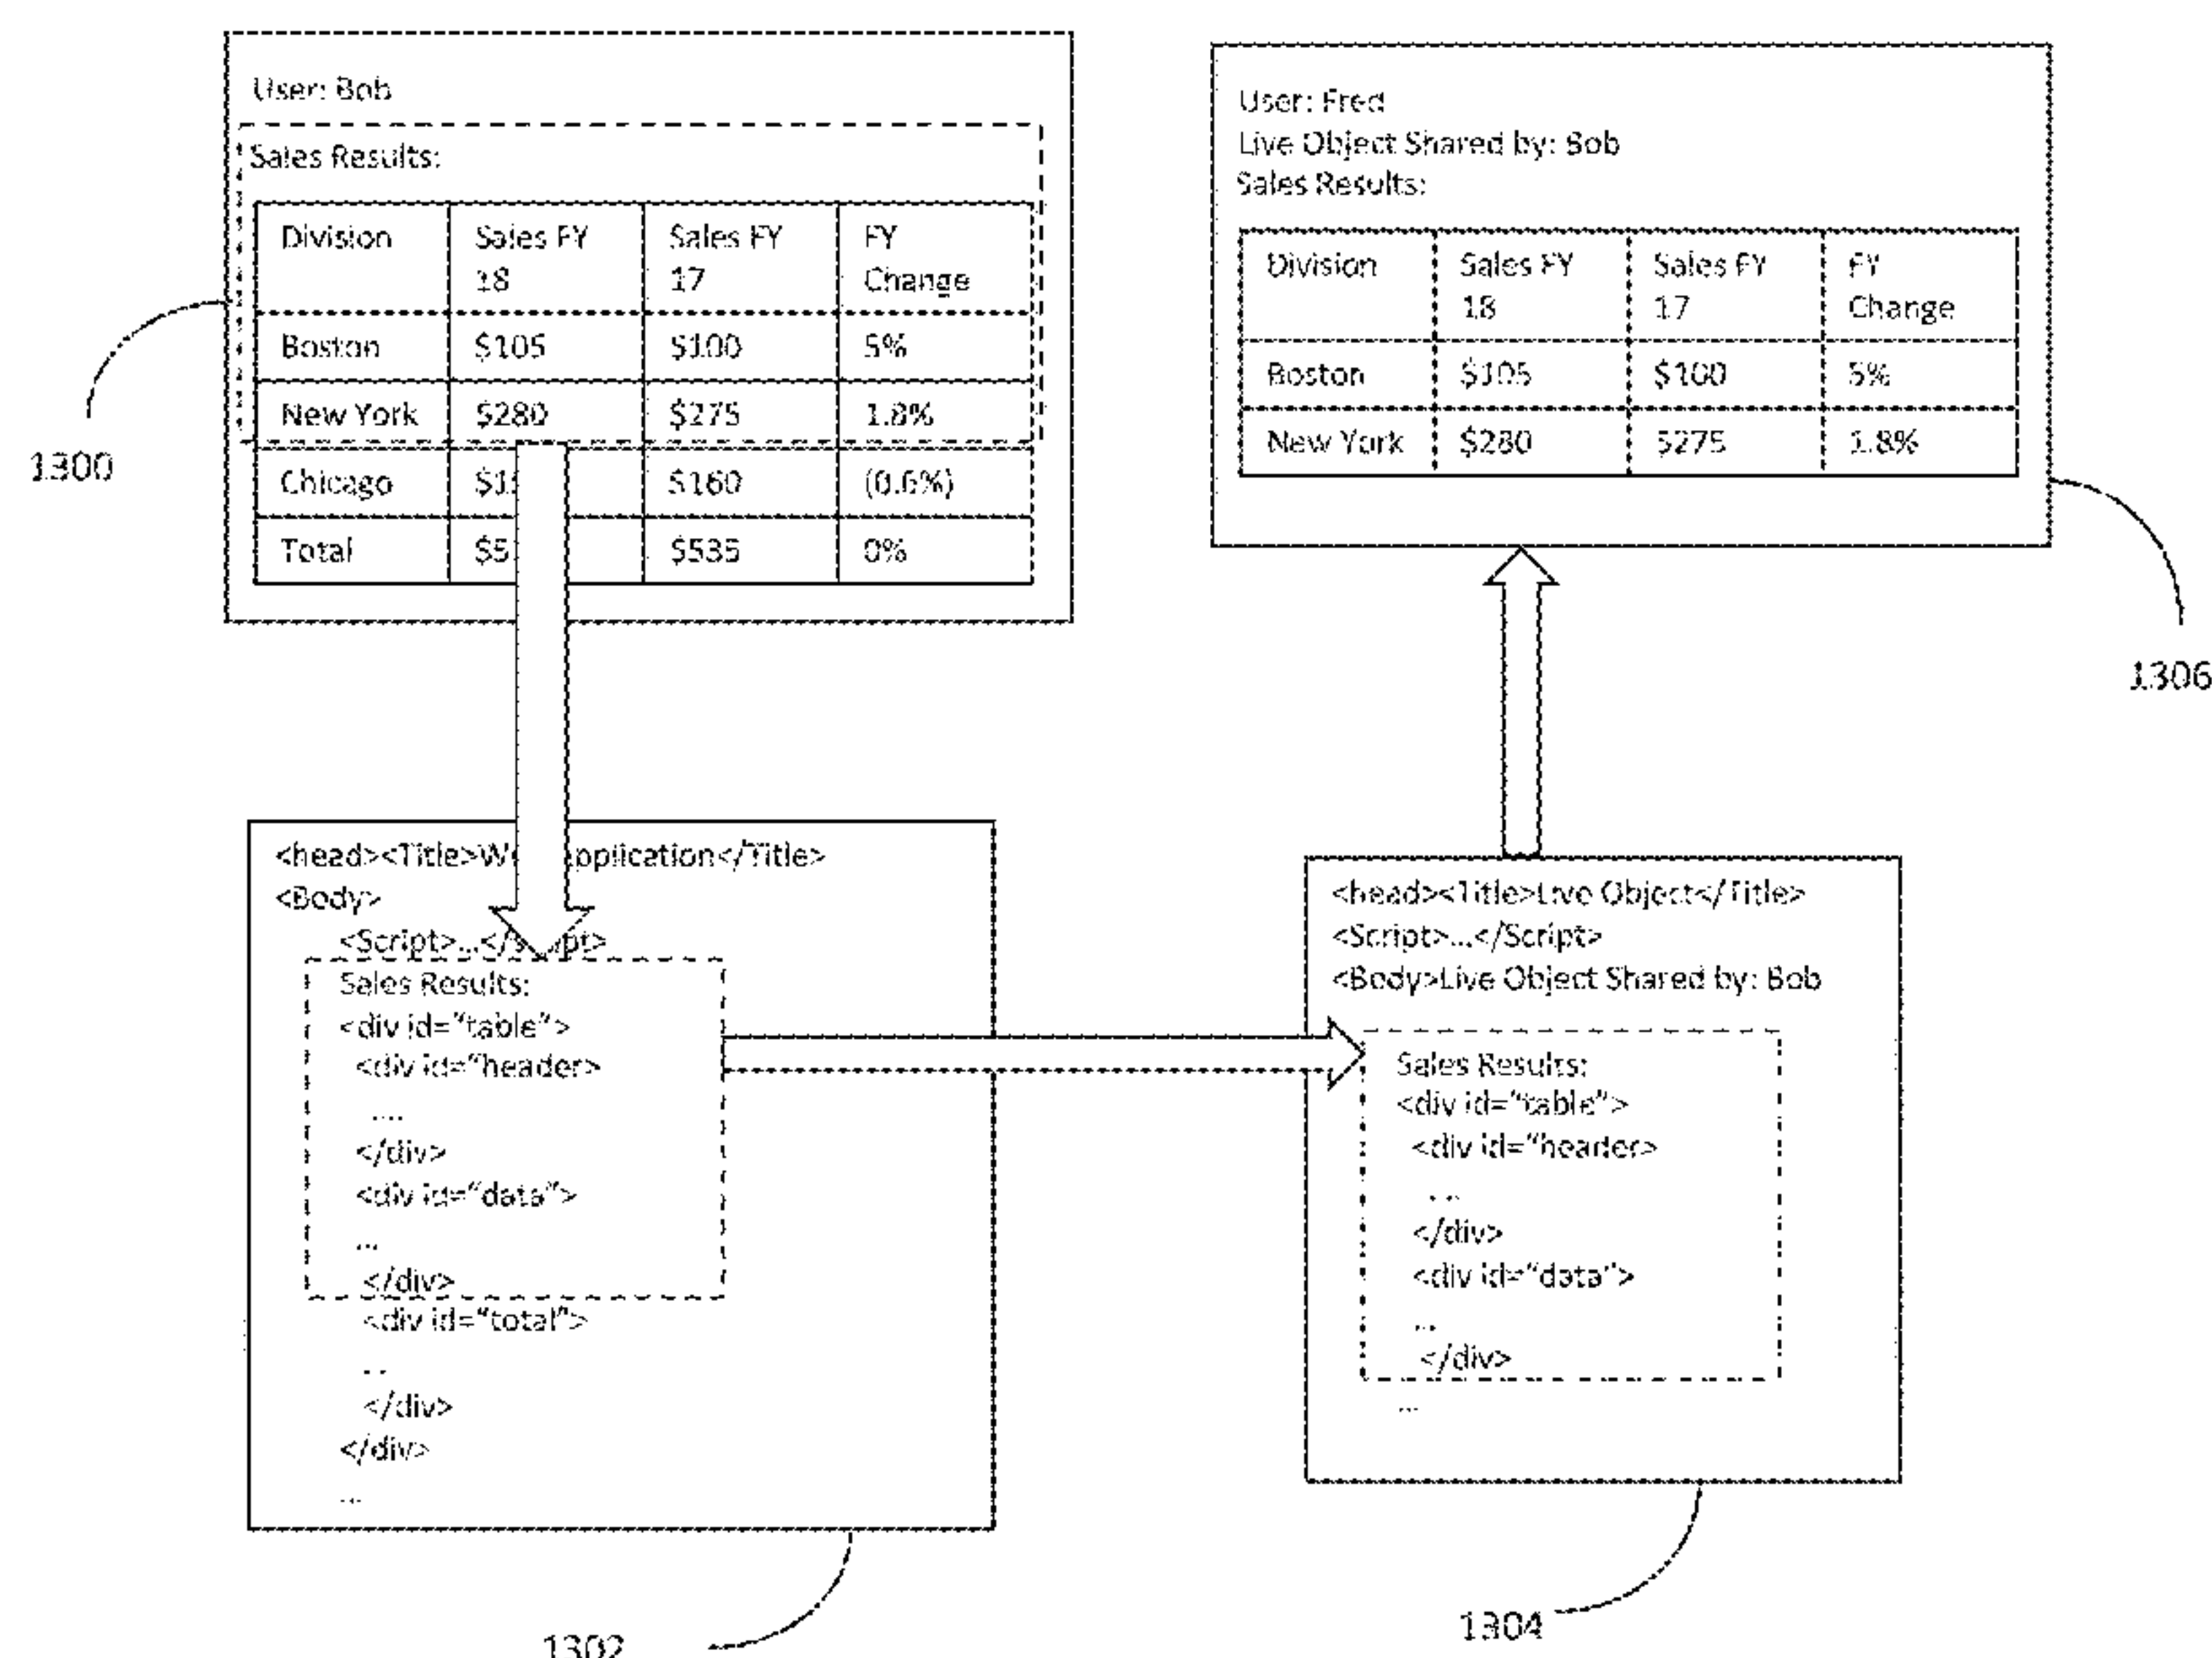 User: Bob
Sales Results:
Division Sales FY 18 Sales FY 17 FY Change
Boston $105 $100 5%
New York $280 $275 1.8%
Chicago $160 (0.6%)
Total $535 0%
1300
User: Fred
Live Object Shared by: Bob
Sales Results:
Division Sales FY 18 Sales FY 17 FY Change
Boston $105 $100 5%
New York $280 $275 1.8%
1306
<head><Title> pplication</Title>
<Body>
<Script>...</
Sales Results:
<div id="table">
<div id="header>
....
</div>
<div id="data">
...
</div>
<div id="total">
...
</div>
</div>
...
1302
<head><Title>Live Object</Title>
<Script>...</Script>
<Body>Live Object Shared by: Bob
Sales Results:
<div id="table">
<div id="header>
....
</div>
<div id="data">
...
</div>
...
1304